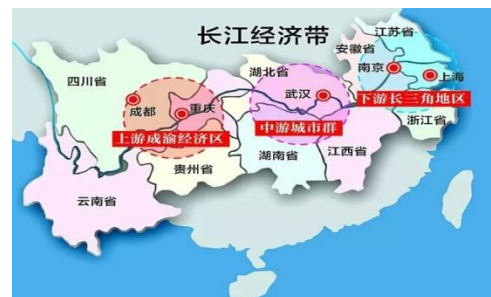 长江经济带
江苏省
安徽省
南京
上海
下游长三角地区
浙江省
湖北省
武汉
中游城市群
湖南省
江西省
四川省
成都
重庆
上游成渝经济区
贵州省
云南省